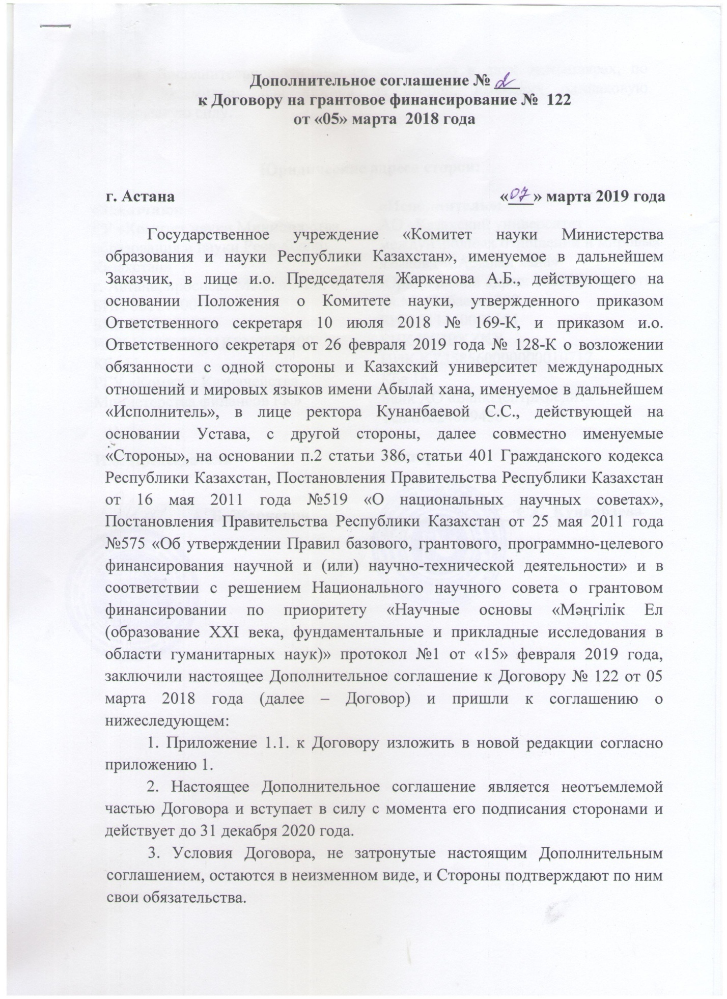 Дополнительное соглашение № 2
к Договору на грантовое финансирование № 122
от «05» марта 2018 года
г. Астана «07» марта 2019 года
Государственное учреждение «Комитет науки Министерства
образования и науки Республики Казахстан», именуемое в дальнейшем
Заказчик, в лице и.о. Председателя Жаркенова А.Б., действующего на
основании Положения о Комитете науки, утвержденного приказом
Ответственного секретаря 10 июля 2018 № 169-К, и приказом и.о.
Ответственного секретаря от 26 февраля 2019 года № 128-К о возложении
обязанности с одной стороны и Казахский университет международных
отношений и мировых языков имени Абылай хана, именуемое в дальнейшем
«Исполнитель», в лице ректора Кунанбаевой С.С., действующей на
основании Устава, с другой стороны, далее совместно именуемые
«Стороны», на основании п.2 статьи 386, статьи 401 Гражданского кодекса
Республики Казахстан, Постановления Правительства Республики Казахстан
от 16 мая 2011 года №519 «О национальных научных советах»,
Постановления Правительства Республики Казахстан от 25 мая 2011 года
№575 «Об утверждении Правил базового, грантового, программно-целевого
финансирования научной и (или) научно-технической деятельности» и в
соответствии с решением Национального научного совета о грантовом
финансировании по приоритету «Научные основы «Мәңгілік Ел
(образование XXI века, фундаментальные и прикладные исследования в
области гуманитарных наук)» протокол №1 от «15» февраля 2019 года,
заключили настоящее Дополнительное соглашение к Договору № 122 от 05
марта 2018 года (далее – Договор) и пришли к соглашению о
нижеследующем:
1. Приложение 1.1. к Договору изложить в новой редакции согласно
приложению 1.
2. Настоящее Дополнительное соглашение является неотъемлемой
частью Договора и вступает в силу с момента его подписания сторонами и
действует до 31 декабря 2020 года.
3. Условия Договора, не затронутые настоящим Дополнительным
соглашением, остаются в неизменном виде, и Стороны подтверждают по ним
свои обязательства.